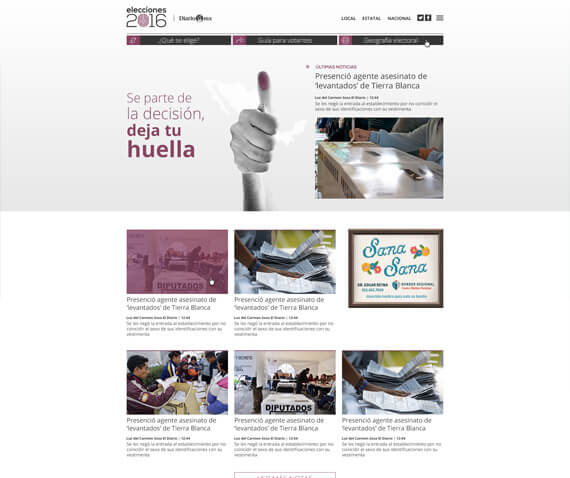 elecciones
2016
Diario.mx
LOCAL ESTATAL NACIONAL
¿Qué se elige? Guía para votantes Geografía electoral
Se parte de
la decisión,
deja tu
huella
ÚLTIMAS NOTICIAS
Presenció agente asesinato de
‘levantados’ de Tierra Blanca
Luz del Carmen Sosa El Diario | 12:44
Se les negó la entrada al establecimiento por no coincidir el
sexo de sus identificaciones con su vestimenta
DIPUTADOS
Presenció agente asesinato de
‘levantados’ de Tierra Blanca
Luz del Carmen Sosa El Diario | 12:44
Se les negó la entrada al establecimiento por no
coincidir el sexo de sus identificaciones con su
vestimenta
Presenció agente asesinato de
‘levantados’ de Tierra Blanca
Luz del Carmen Sosa El Diario | 12:44
Se les negó la entrada al establecimiento por no
coincidir el sexo de sus identificaciones con su
vestimenta
Sana
Sana
DR. EDGAR REYNA
BORDER REGIONAL
DIPUTADOS
Presenció agente asesinato de
‘levantados’ de Tierra Blanca
Luz del Carmen Sosa El Diario | 12:44
Se les negó la entrada al establecimiento por no
coincidir el sexo de sus identificaciones con su
vestimenta
Presenció agente asesinato de
‘levantados’ de Tierra Blanca
Luz del Carmen Sosa El Diario | 12:44
Se les negó la entrada al establecimiento por no
coincidir el sexo de sus identificaciones con su
vestimenta
Presenció agente asesinato de
‘levantados’ de Tierra Blanca
Luz del Carmen Sosa El Diario | 12:44
Se les negó la entrada al establecimiento por no
coincidir el sexo de sus identificaciones con su
vestimenta